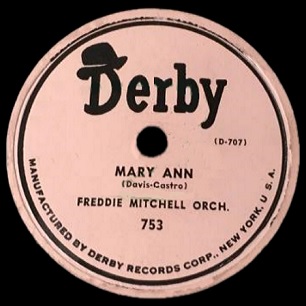 Derby
(D-707)
MARY ANN
(Davis-Castro)
FREDDIE MITCHELL ORCH.
753
MANUFACTURED BY DERBY RECORDS CORP., NEW YORK, U.S.A.